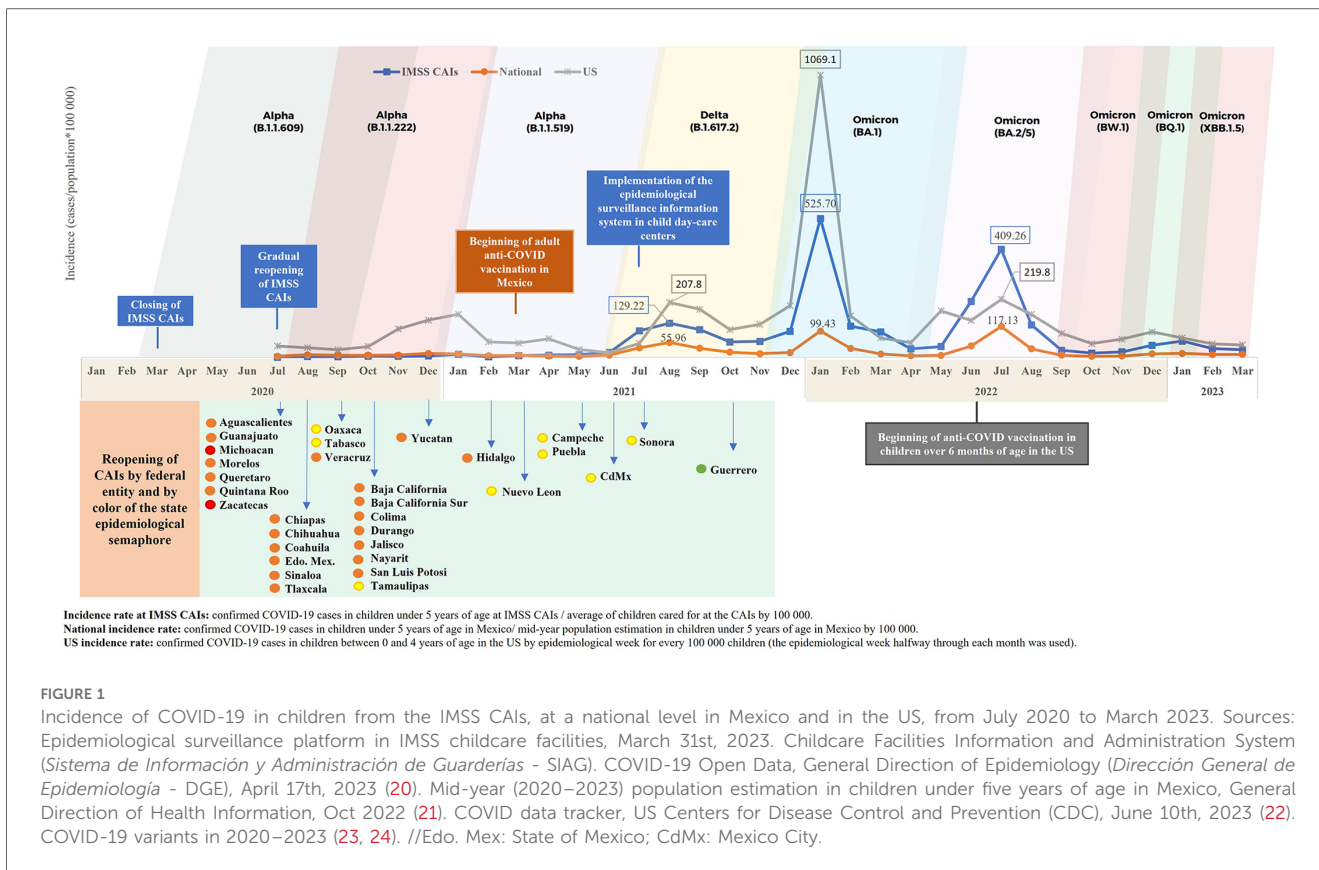 Incidence (cases/population*100 000)
IMSS CAIs
National
US
Alpha
(B.1.1.609)
Alpha
(B.1.1.222)
Alpha
(B.1.1.519)
Delta
(B.1.617.2)
Omicron
(BA.1)
Omicron
(BA.2/5)
Omicron
(BW.1)
Omicron
(BQ.1)
Omicron
(XBB.1.5)
Closing of
IMSS CAIs
Gradual
reopening
of IMSS
CAIs
Beginning of adult
anti-COVID
vaccination in
Mexico
Implementation of the
epidemiological
surveillance information
system in child day-care
centers
129.22
207.8
55.96
1069.1
525.70
99.43
409.26
219.8
117.13
Jan Feb Mar Apr May Jun Jul Aug Sep Oct Nov Dec Jan Feb Mar Apr May Jun Jul Aug Sep Oct Nov Dec Jan Feb Mar Apr May Jun Jul Aug Sep Oct Nov Dec Jan Feb Mar
2020 2021 2022 2023
Beginning of anti-COVID vaccination in
children over 6 months of age in the US
Reopening of
CAIs by federal
entity and by
color of the state
epidemiological
semaphore
Aguascalientes
Guanajuato
Michoacan
Morelos
Queretaro
Quintana Roo
Zacatecas
Chiapas
Chihuahua
Coahuila
Edo. Mex.
Sinaloa
Tlaxcala
Oaxaca
Tabasco
Veracruz
Baja California
Baja California Sur
Colima
Durango
Jalisco
Nayarit
San Luis Potosi
Tamaulipas
Yucatan
Hidalgo
Nuevo Leon
Campeche
Puebla
CdMx
Sonora
Guerrero
Incidence rate at IMSS CAIs: confirmed COVID-19 cases in children under 5 years of age at IMSS CAIs / average of children cared for at the CAIs by 100 000.
National incidence rate: confirmed COVID-19 cases in children under 5 years of age in Mexico/ mid-year population estimation in children under 5 years of age in Mexico by 100 000.
US incidence rate: confirmed COVID-19 cases in children between 0 and 4 years of age in the US by epidemiological week for every 100 000 children (the epidemiological week halfway through each month was used).
FIGURE 1
Incidence of COVID-19 in children from the IMSS CAIs, at a national level in Mexico and in the US, from July 2020 to March 2023. Sources:
Epidemiological surveillance platform in IMSS childcare facilities, March 31st, 2023. Childcare Facilities Information and Administration System
(Sistema de Información y Administración de Guarderías - SIAG). COVID-19 Open Data, General Direction of Epidemiology (Dirección General de
Epidemiología - DGE), April 17th, 2023 (20). Mid-year (2020–2023) population estimation in children under five years of age in Mexico, General
Direction of Health Information, Oct 2022 (21). COVID data tracker, US Centers for Disease Control and Prevention (CDC), June 10th, 2023 (22).
COVID-19 variants in 2020–2023 (23, 24). //Edo. Mex: State of Mexico; CdMx: Mexico City.